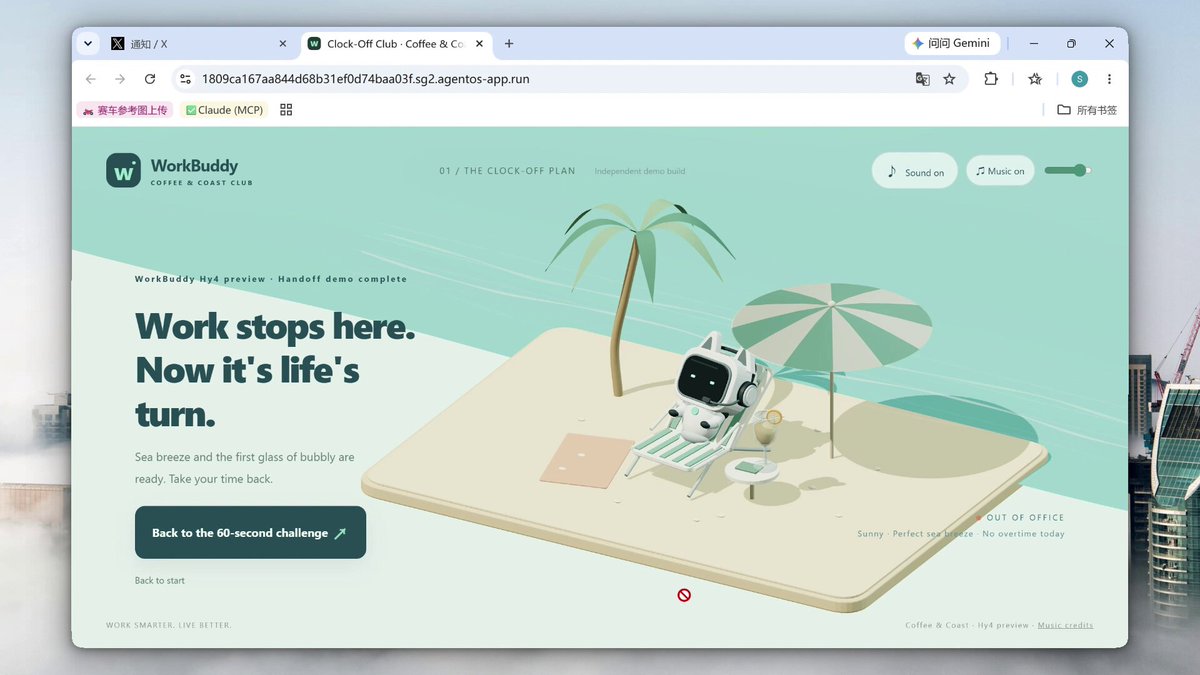 通知 / X
Clock-Off Club · Coffee & Co
问问 Gemini
1809ca167aa844d68b31ef0d74baa03f.sg2.agentos-app.run
S
赛车参考图上传
Claude (MCP)
所有书签
W
WorkBuddy
COFFEE & COAST CLUB
01 / THE CLOCK-OFF PLAN
Independent demo build
Sound on
Music on
WorkBuddy Hy4 preview · Handoff demo complete
Work stops here.
Now it's life's
turn.
Sea breeze and the first glass of bubbly are
ready. Take your time back.
Back to the 60-second challenge ↗
Back to start
OUT OF OFFICE
Sunny · Perfect sea breeze · No overtime today
WORK SMARTER. LIVE BETTER.
Coffee & Coast · Hy4 preview · Music credits